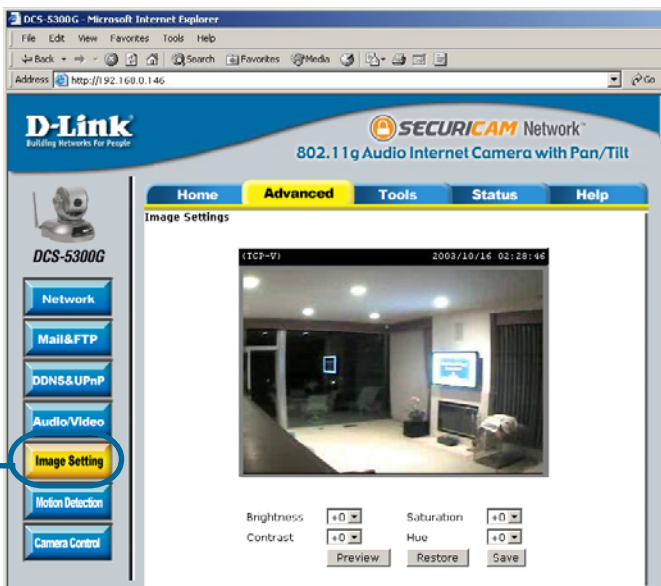 DCS-5300G - Microsoft Internet Explorer
File Edit View Favorites Tools Help
Back Search Favorites Media
Address http://192.168.0.146 Go
D-Link
Building Networks For People
SECURICAM Network™
802.11g Audio Internet Camera with Pan/Tilt
Home Advanced Tools Status Help
Image Settings
DCS-5300G
(TCP-V) 2003/10/16 02:28:46
Network
Mail&FTP
DDNS&UPnP
Audio/Video
Image Setting
Motion Detection
Camera Control
Brightness +0 Saturation +0
Contrast +0 Hue +0
Preview Restore Save